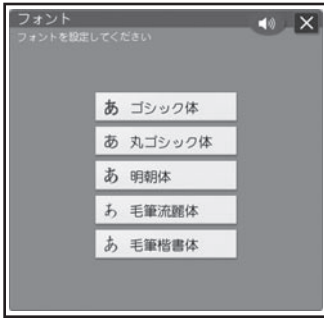 フォント
フォントを設定してください
あ ゴシック体
あ 丸ゴシック体
あ 明朝体
あ 毛筆流麗体
あ 毛筆楷書体